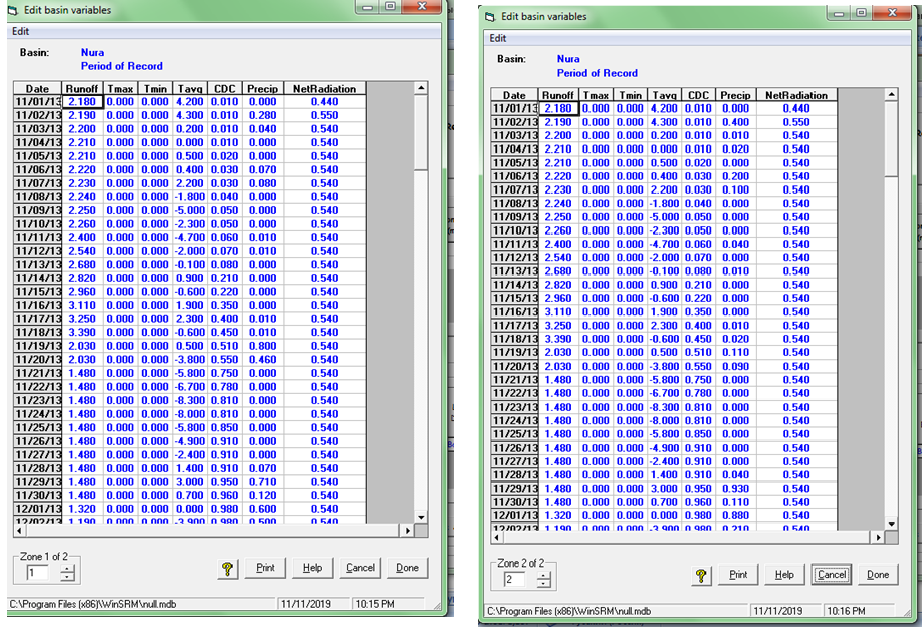 Edit basin variables
Edit
Basin: Nura
Period of Record
Date Runoff Tmax Tmin Tavg CDC Precip NetRadiation
11/01/13 2.180 0.000 0.000 4.200 0.010 0.000 0.440
11/02/13 2.190 0.000 0.000 4.300 0.010 0.280 0.550
11/03/13 2.200 0.000 0.000 0.200 0.010 0.040 0.540
11/04/13 2.210 0.000 0.000 0.000 0.010 0.010 0.540
11/05/13 2.210 0.000 0.000 0.500 0.020 0.000 0.540
11/06/13 2.220 0.000 0.000 0.400 0.030 0.070 0.540
11/07/13 2.230 0.000 0.000 2.200 0.030 0.080 0.540
11/08/13 2.240 0.000 0.000 -1.800 0.040 0.000 0.540
11/09/13 2.250 0.000 0.000 -5.000 0.050 0.000 0.540
11/10/13 2.260 0.000 0.000 -2.300 0.050 0.000 0.540
11/11/13 2.400 0.000 0.000 -4.700 0.060 0.010 0.540
11/12/13 2.540 0.000 0.000 -2.000 0.070 0.010 0.540
11/13/13 2.680 0.000 0.000 -0.100 0.080 0.000 0.540
11/14/13 2.820 0.000 0.000 0.900 0.210 0.000 0.540
11/15/13 2.960 0.000 0.000 -0.600 0.220 0.000 0.540
11/16/13 3.110 0.000 0.000 1.900 0.350 0.000 0.540
11/17/13 3.250 0.000 0.000 2.300 0.400 0.010 0.540
11/18/13 3.390 0.000 0.000 -0.600 0.450 0.010 0.540
11/19/13 2.030 0.000 0.000 0.500 0.510 0.800 0.540
11/20/13 2.030 0.000 0.000 -3.800 0.550 0.460 0.540
11/21/13 1.480 0.000 0.000 -5.800 0.750 0.000 0.540
11/22/13 1.480 0.000 0.000 -6.700 0.780 0.000 0.540
11/23/13 1.480 0.000 0.000 -8.300 0.810 0.000 0.540
11/24/13 1.480 0.000 0.000 -8.000 0.810 0.000 0.540
11/25/13 1.480 0.000 0.000 -5.800 0.850 0.000 0.540
11/26/13 1.480 0.000 0.000 -4.900 0.910 0.000 0.540
11/27/13 1.480 0.000 0.000 -2.400 0.910 0.000 0.540
11/28/13 1.480 0.000 0.000 1.400 0.910 0.070 0.540
11/29/13 1.480 0.000 0.000 3.000 0.950 0.710 0.540
11/30/13 1.480 0.000 0.000 0.700 0.960 0.120 0.540
12/01/13 1.320 0.000 0.000 0.000 0.980 0.600 0.540
12/02/13 1.190 0.000 0.000 -3.900 0.980 0.500 0.540
Zone 1 of 2
1
? Print Help Cancel Done
C:\Program Files (x86)\WinSRM\null.mdb 11/11/2019 10:15 PM
Edit basin variables
Edit
Basin: Nura
Period of Record
Date Runoff Tmax Tmin Tavg CDC Precip NetRadiation
11/01/13 2.180 0.000 0.000 4.200 0.010 0.000 0.440
11/02/13 2.190 0.000 0.000 4.300 0.010 0.400 0.550
11/03/13 2.200 0.000 0.000 0.200 0.010 0.010 0.540
11/04/13 2.210 0.000 0.000 0.000 0.010 0.020 0.540
11/05/13 2.210 0.000 0.000 0.500 0.020 0.000 0.540
11/06/13 2.220 0.000 0.000 0.400 0.030 0.200 0.540
11/07/13 2.230 0.000 0.000 2.200 0.030 0.100 0.540
11/08/13 2.240 0.000 0.000 -1.800 0.040 0.000 0.540
11/09/13 2.250 0.000 0.000 -5.000 0.050 0.000 0.540
11/10/13 2.260 0.000 0.000 -2.300 0.050 0.000 0.540
11/11/13 2.400 0.000 0.000 -4.700 0.060 0.040 0.540
11/12/13 2.540 0.000 0.000 -2.000 0.070 0.000 0.540
11/13/13 2.680 0.000 0.000 -0.100 0.080 0.010 0.540
11/14/13 2.820 0.000 0.000 0.900 0.210 0.000 0.540
11/15/13 2.960 0.000 0.000 -0.600 0.220 0.000 0.540
11/16/13 3.110 0.000 0.000 1.900 0.350 0.000 0.540
11/17/13 3.250 0.000 0.000 2.300 0.400 0.010 0.540
11/18/13 3.390 0.000 0.000 -0.600 0.450 0.020 0.540
11/19/13 2.030 0.000 0.000 0.500 0.510 0.110 0.540
11/20/13 2.030 0.000 0.000 -3.800 0.550 0.090 0.540
11/21/13 1.480 0.000 0.000 -5.800 0.750 0.000 0.540
11/22/13 1.480 0.000 0.000 -6.700 0.780 0.000 0.540
11/23/13 1.480 0.000 0.000 -8.300 0.810 0.000 0.540
11/24/13 1.480 0.000 0.000 -8.000 0.810 0.000 0.540
11/25/13 1.480 0.000 0.000 -5.800 0.850 0.000 0.540
11/26/13 1.480 0.000 0.000 -4.900 0.910 0.000 0.540
11/27/13 1.480 0.000 0.000 -2.400 0.910 0.000 0.540
11/28/13 1.480 0.000 0.000 1.400 0.910 0.040 0.540
11/29/13 1.480 0.000 0.000 3.000 0.950 0.930 0.540
11/30/13 1.480 0.000 0.000 0.700 0.960 0.110 0.540
12/01/13 1.320 0.000 0.000 0.000 0.980 0.880 0.540
12/02/13 1.190 0.000 0.000 -3.900 0.980 0.210 0.540
Zone 2 of 2
2
? Print Help Cancel Done
C:\Program Files (x86)\WinSRM\null.mdb 11/11/2019 10:16 PM